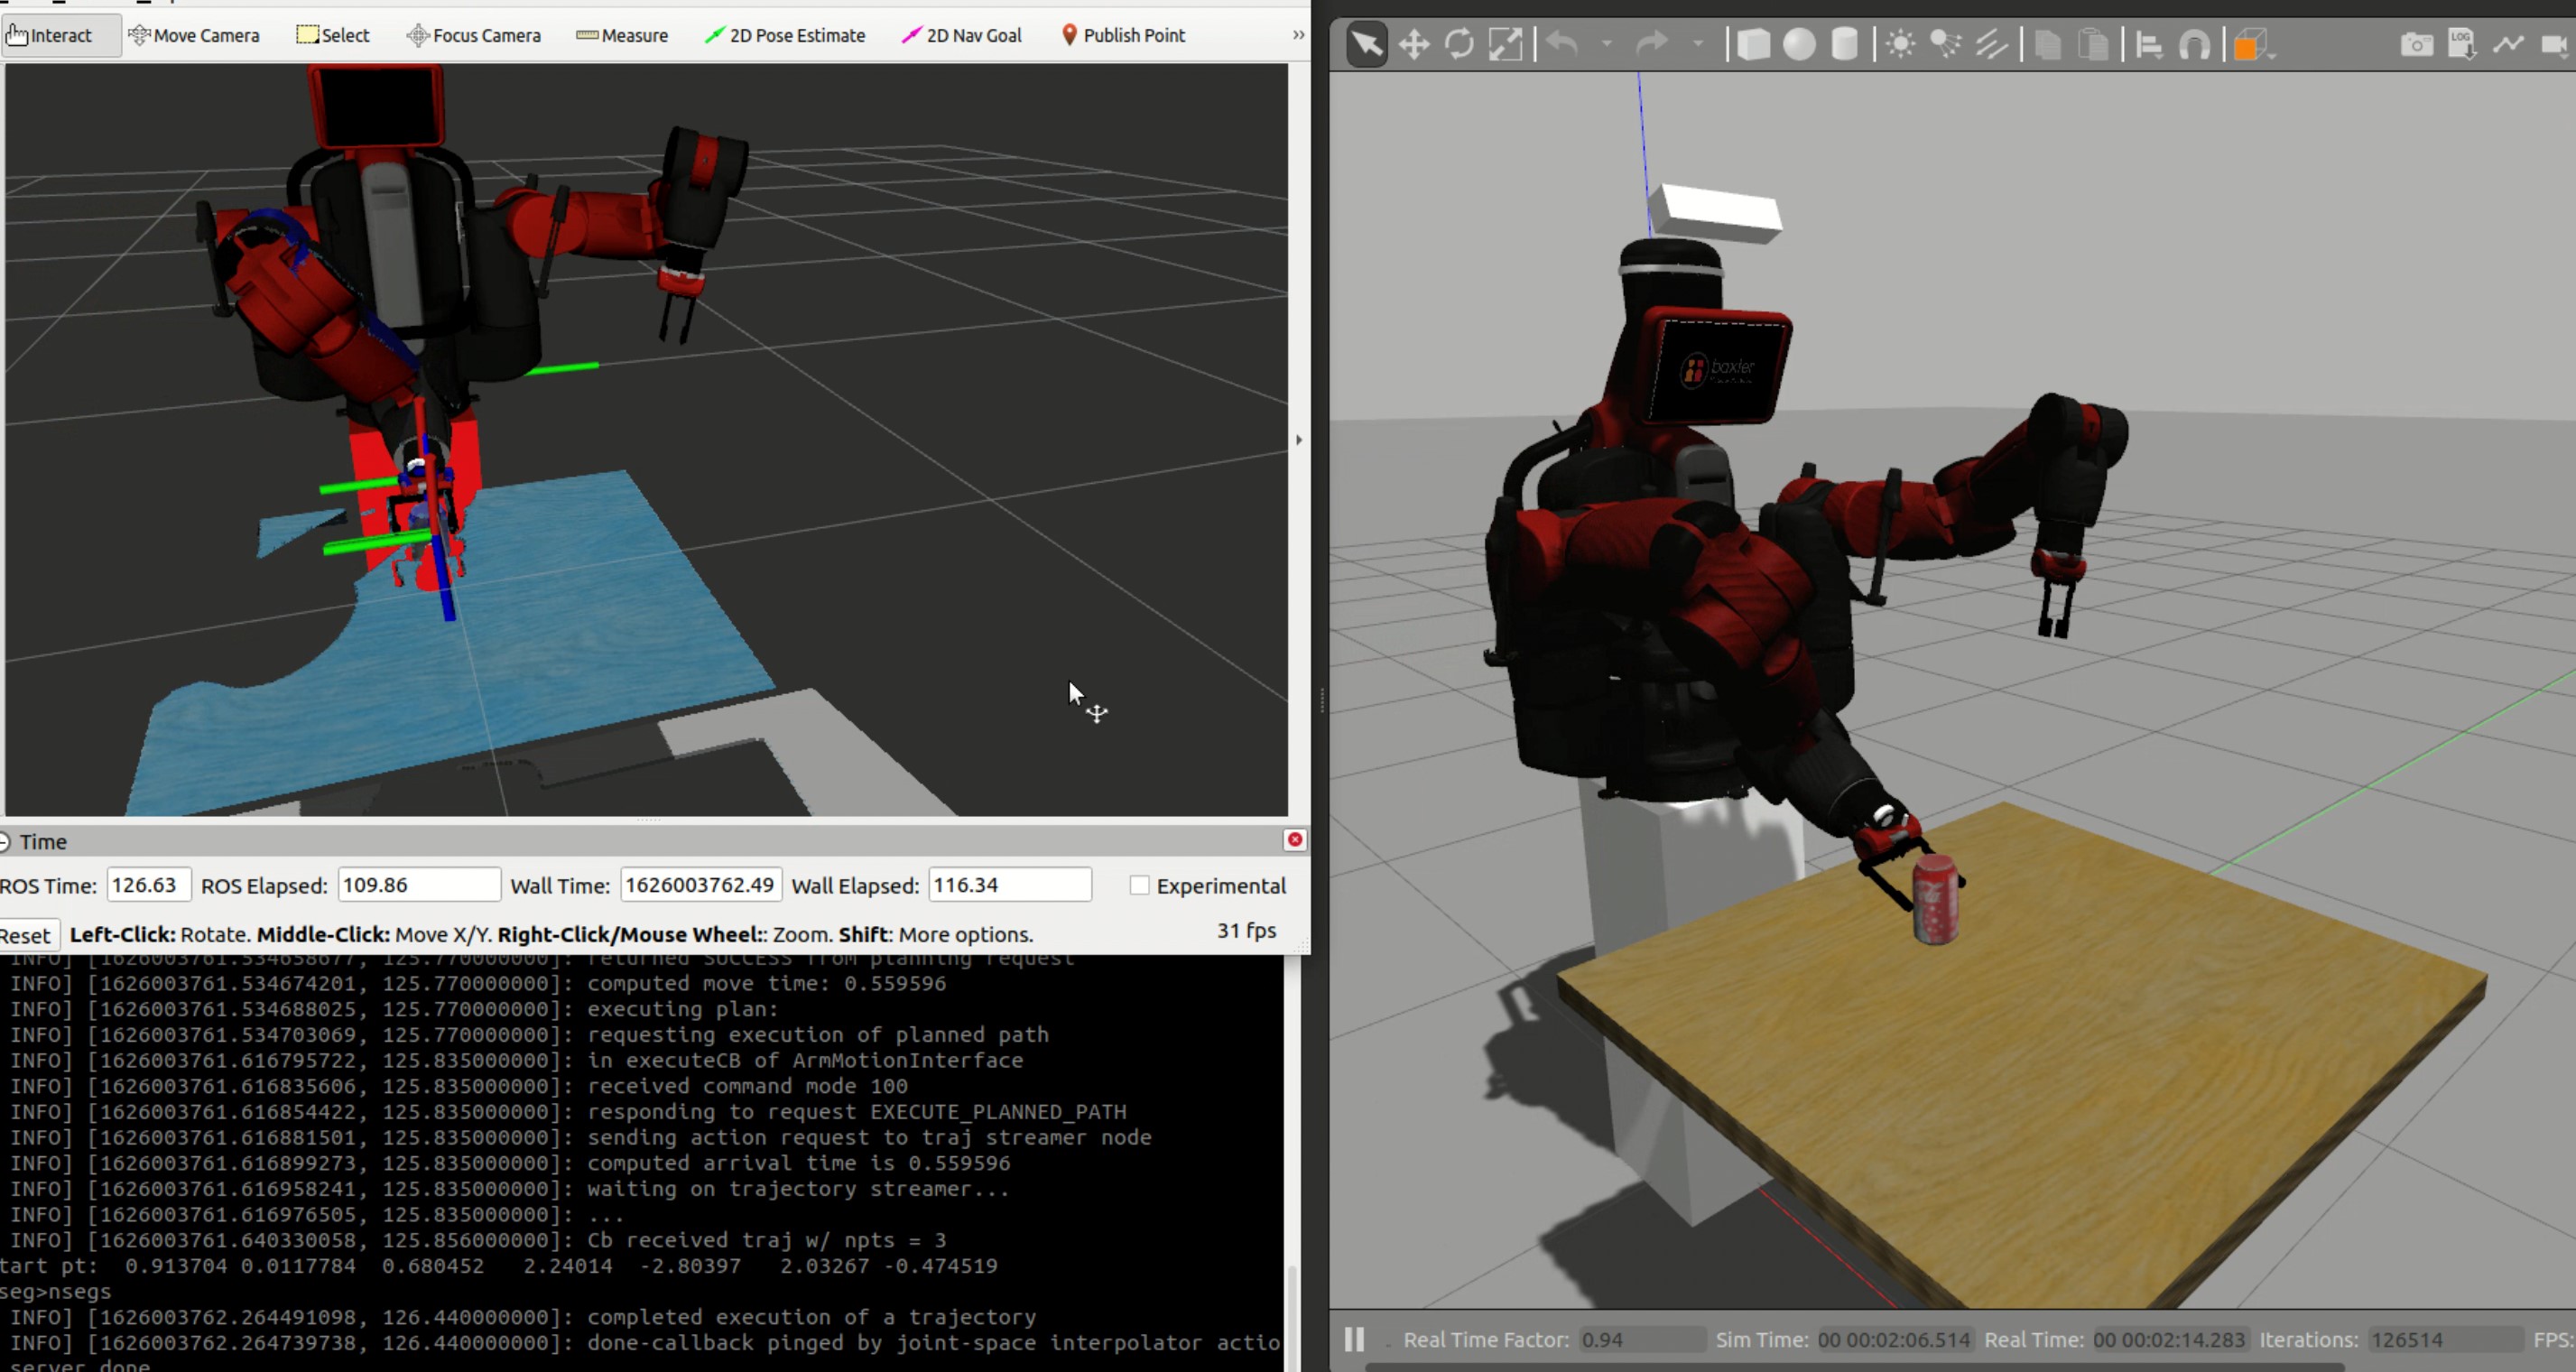 Interact Move Camera Select Focus Camera Measure 2D Pose Estimate 2D Nav Goal Publish Point »
LOG
baxter
Time
ROS Time: 126.63 ROS Elapsed: 109.86 Wall Time: 1626003762.49 Wall Elapsed: 116.34 Experimental
Reset Left-Click: Rotate. Middle-Click: Move X/Y. Right-Click/Mouse Wheel:: Zoom. Shift: More options. 31 fps
INFO] [1626003761.534658677, 125.770000000]: returned SUCCESS from planning request
INFO] [1626003761.534674201, 125.770000000]: computed move time: 0.559596
INFO] [1626003761.534688025, 125.770000000]: executing plan:
INFO] [1626003761.534703069, 125.770000000]: requesting execution of planned path
INFO] [1626003761.616795722, 125.835000000]: in executeCB of ArmMotionInterface
INFO] [1626003761.616835606, 125.835000000]: received command mode 100
INFO] [1626003761.616854422, 125.835000000]: responding to request EXECUTE_PLANNED_PATH
INFO] [1626003761.616881501, 125.835000000]: sending action request to traj streamer node
INFO] [1626003761.616899273, 125.835000000]: computed arrival time is 0.559596
INFO] [1626003761.616958241, 125.835000000]: waiting on trajectory streamer...
INFO] [1626003761.616976505, 125.835000000]: ...
INFO] [1626003761.640330058, 125.856000000]: Cb received traj w/ npts = 3
tart pt: 0.913704 0.0117784 0.680452 2.24014 -2.80397 2.03267 -0.474519
seg>nsegs
INFO] [1626003762.264491098, 126.440000000]: completed execution of a trajectory
INFO] [1626003762.264739738, 126.440000000]: done-callback pinged by joint-space interpolator actio
server done
Real Time Factor: 0.94 Sim Time: 00 00:02:06.514 Real Time: 00 00:02:14.283 Iterations: 126514 FPS: